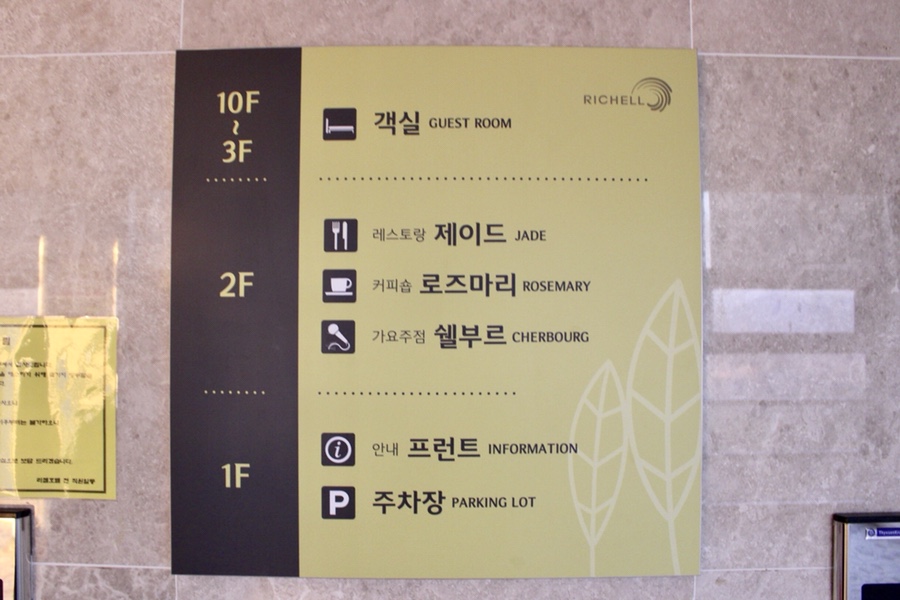 RICHELL
10F
~
3F
객실 GUEST ROOM
2F
레스토랑 제이드 JADE
커피숍 로즈마리 ROSEMARY
가요주점 쉘부르 CHERBOURG
1F
안내 프런트 INFORMATION
P 주차장 PARKING LOT